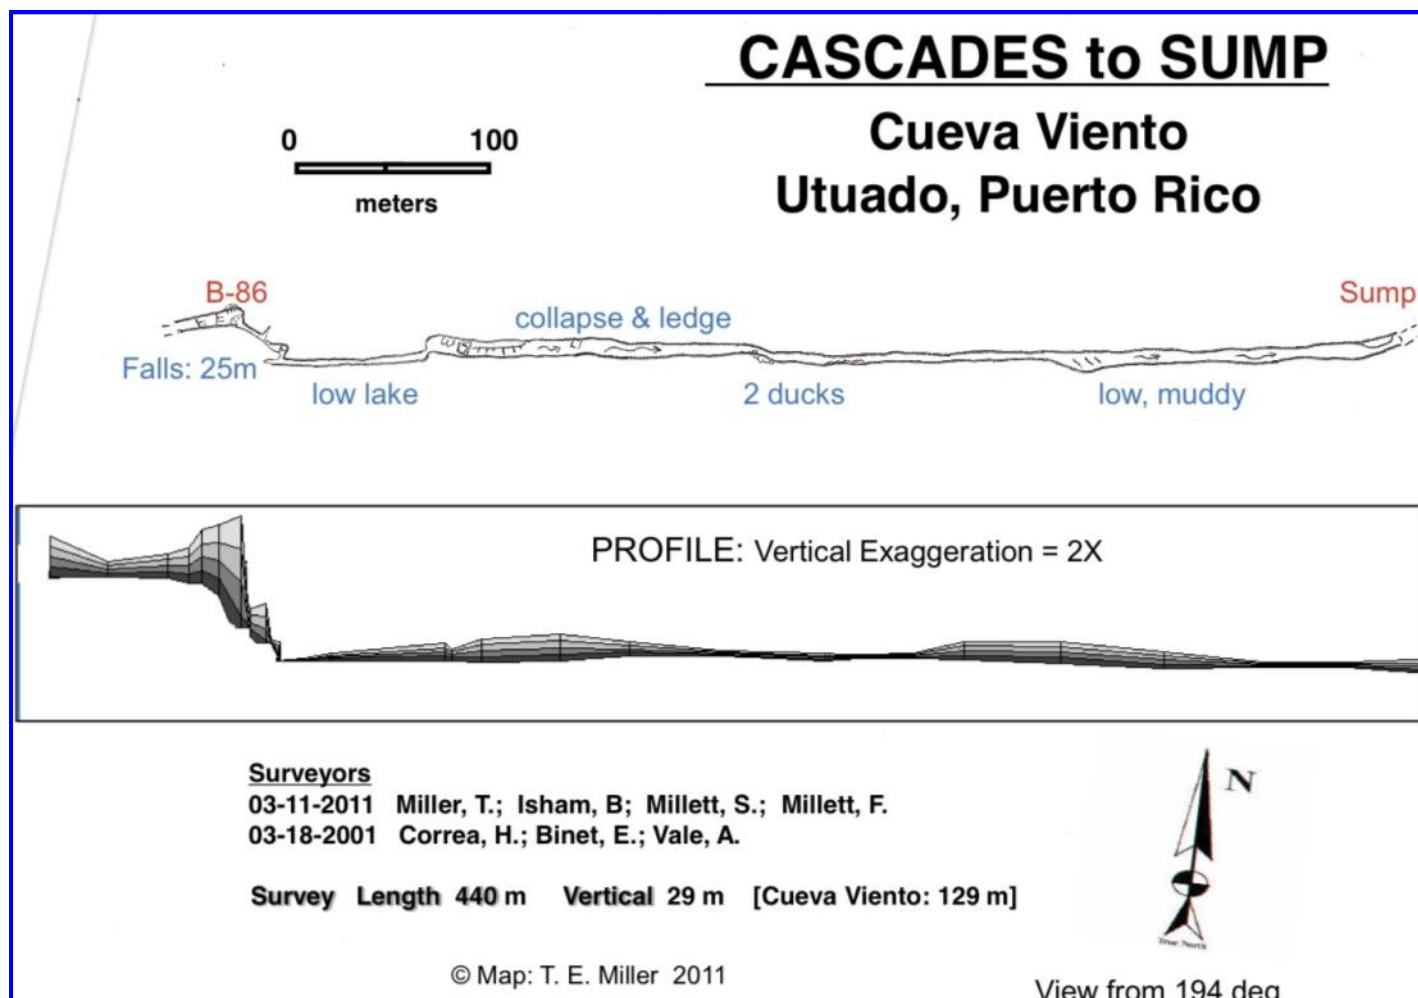 CASCADES to SUMP
Cueva Viento
Utuado, Puerto Rico
0 100
meters
B-86
Sump
collapse & ledge
Falls: 25m
low lake
2 ducks
low, muddy
PROFILE: Vertical Exaggeration = 2X
Surveyors
03-11-2011 Miller, T.; Isham, B; Millett, S.; Millett, F.
03-18-2001 Correa, H.; Binet, E.; Vale, A.
N
True North
Survey Length 440 m Vertical 29 m [Cueva Viento: 129 m]
© Map: T. E. Miller 2011
View from 194 deg